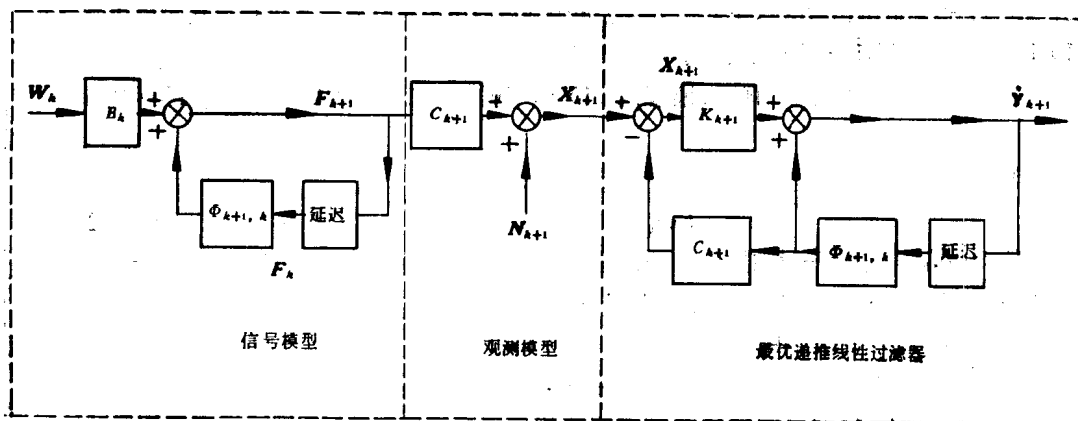 W_k
B_k
+
+
F_{k+1}
Φ_{k+1, k}
延迟
F_k
信号模型
C_{k+1}
+
+
X_{k+1}
N_{k+1}
观测模型
+
−
X_{k+1}
K_{k+1}
+
+
Ŷ_{k+1}
C_{k+1}
Φ_{k+1, k}
延迟
最优递推线性过滤器